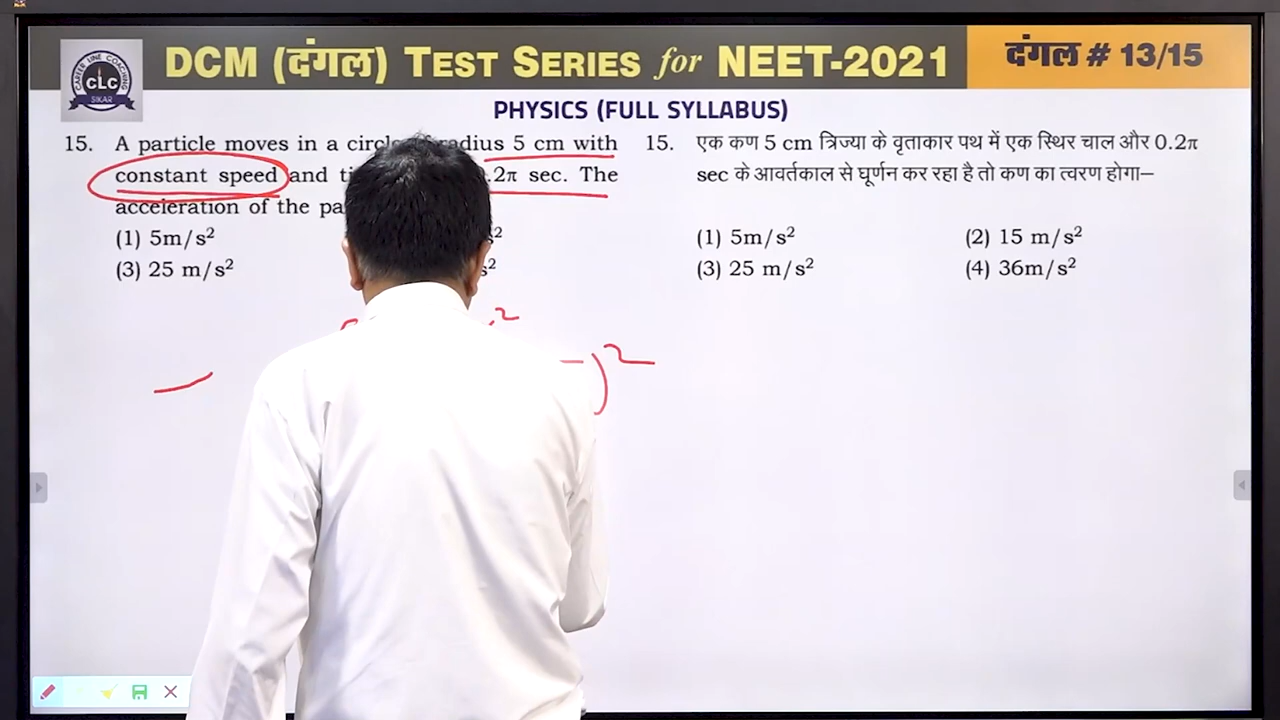 DCM (दंगल) TEST SERIES for NEET-2021
दंगल # 13/15
CAREER LINE COACHING
CLC
SIKAR
PHYSICS (FULL SYLLABUS)
15. A particle moves in a circle radius 5 cm with
constant speed and .2π sec. The
acceleration of the
(1) 5m/s²
(3) 25 m/s²
15. एक कण 5 cm त्रिज्या के वृताकार पथ में एक स्थिर चाल और 0.2π
sec के आवर्तकाल से घूर्णन कर रहा है तो कण का त्वरण होगा–
(1) 5m/s² (2) 15 m/s²
(3) 25 m/s² (4) 36m/s²
)²